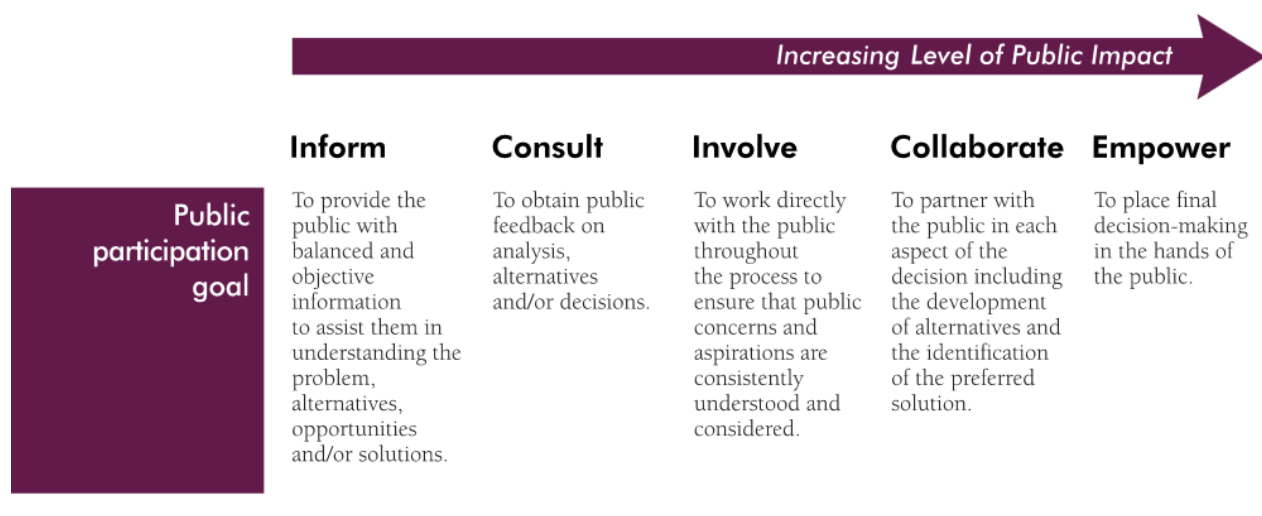 Increasing Level of Public Impact
Inform
Consult
Involve
Collaborate
Empower
Public
participation
goal
To provide the
public with
balanced and
objective
information
to assist them in
understanding the
problem,
alternatives,
opportunities
and/or solutions.
To obtain public
feedback on
analysis,
alternatives
and/or decisions.
To work directly
with the public
throughout
the process to
ensure that public
concerns and
aspirations are
consistently
understood and
considered.
To partner with
the public in each
aspect of the
decision including
the development
of alternatives and
the identification
of the preferred
solution.
To place final
decision-making
in the hands of
the public.